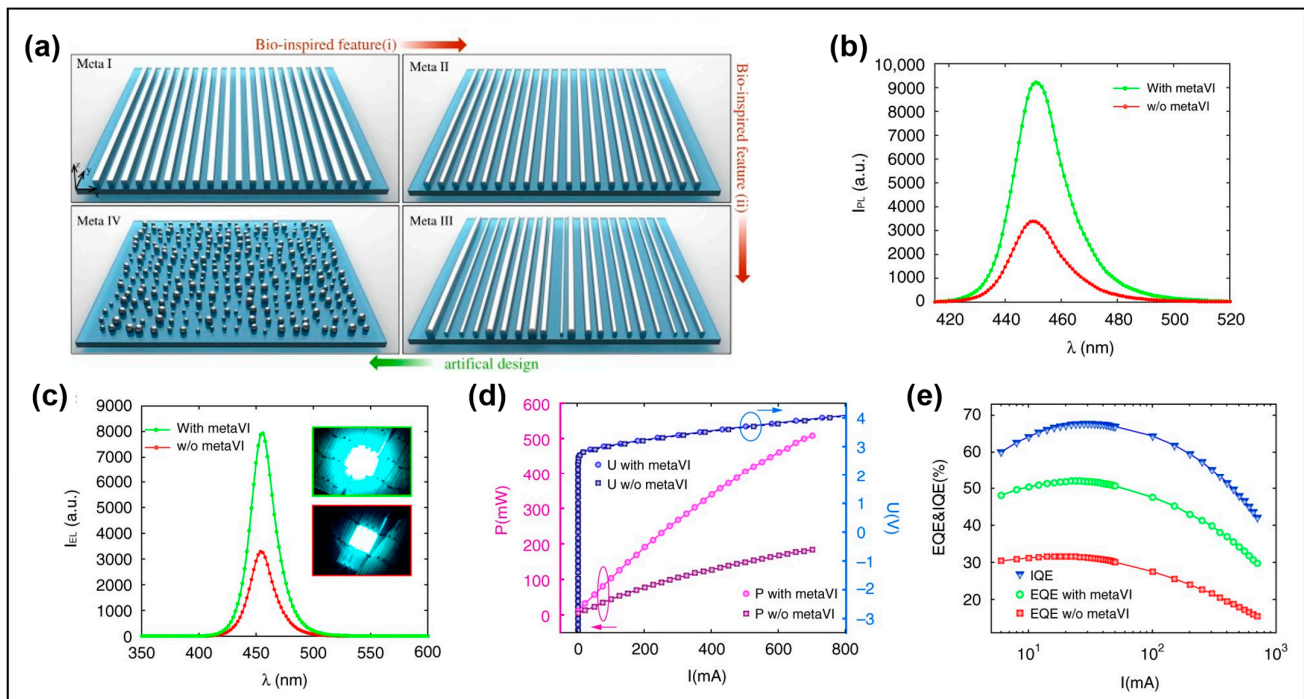 (a)
Bio-inspired feature(i)
Meta I
Meta II
Bio-inspired feature (ii)
z
y
x
Meta IV
Meta III
artifical design
(b)
10,000
9000
8000
7000
6000
5000
4000
3000
2000
1000
0
I PL (a.u.)
With metaVI
w/o metaVI
420 440 460 480 500 520
λ (nm)
(c)
9000
8000
7000
6000
5000
4000
3000
2000
1000
0
I EL (a.u.)
With metaVI
w/o metaVI
350 400 450 500 550 600
λ (nm)
(d)
600
500
400
300
200
100
0
P(mW)
U with metaVI
U w/o metaVI
P with metaVI
P w/o metaVI
4
3
2
1
0
−1
−2
−3
U(V)
0 200 400 600 800
I(mA)
(e)
70
60
50
40
30
20
EQE&IQE(%)
IQE
EQE with metaVI
EQE w/o metaVI
10¹ 10² 10³
I(mA)